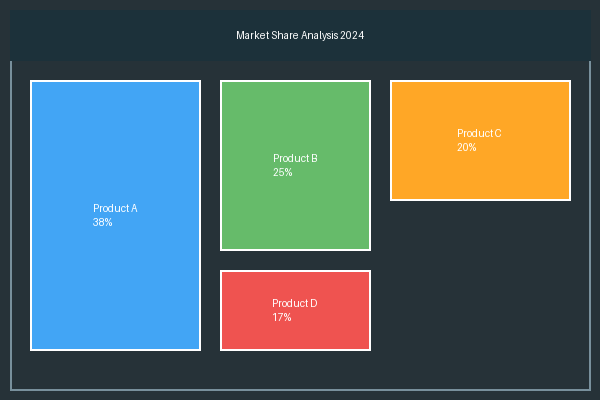 Market Share Analysis 2024
Product A
38%
Product B
25%
Product C
20%
Product D
17%